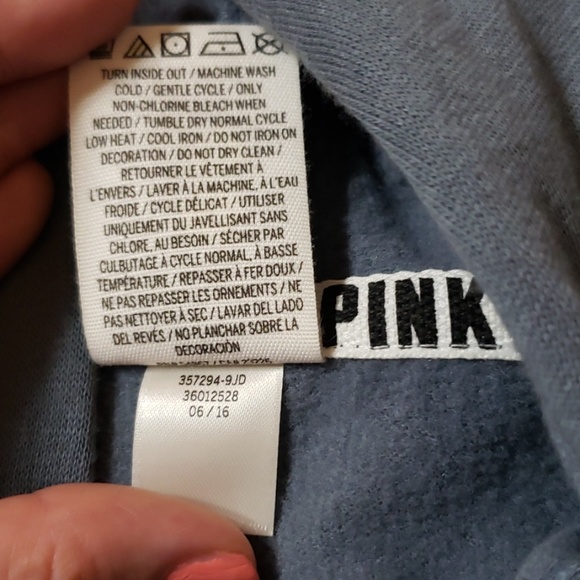 TURN INSIDE OUT / MACHINE WASH
COLD / GENTLE CYCLE / ONLY
NON-CHLORINE BLEACH WHEN
NEEDED / TUMBLE DRY NORMAL CYCLE
LOW HEAT / COOL IRON / DO NOT IRON ON
DECORATION / DO NOT DRY CLEAN /
RETOURNER LE VÊTEMENT À
L'ENVERS / LAVER À LA MACHINE, À L'EAU
FROIDE / CYCLE DÉLICAT / UTILISER
UNIQUEMENT DU JAVELLISANT SANS
CHLORE, AU BESOIN / SÉCHER PAR
CULBUTAGE À CYCLE NORMAL, À BASSE
TEMPÉRATURE / REPASSER À FER DOUX /
NE PAS REPASSER LES ORNEMENTS / NE
PAS NETTOYER À SEC / LAVAR DEL LADO
DEL REVÉS / NO PLANCHAR SOBRE LA
DECORACIÓN
357294-9JD
36012528
06 / 16
PINK